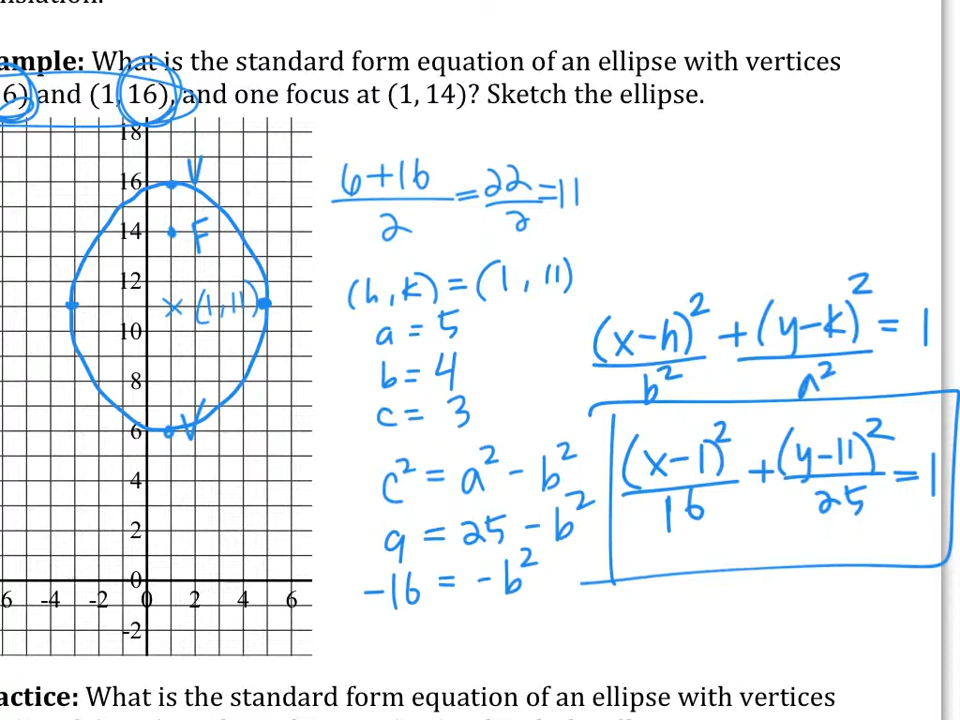 ample: What is the standard form equation of an ellipse with vertices
6) and (1, 16), and one focus at (1, 14)? Sketch the ellipse.
18
16
14
12
10
8
6
4
2
0
-2
6 -4 -2 0 2 4 6
V
F
× (1, 11)
V
6+16/2 = 22/2 = 11
(h, k) = (1, 11)
a = 5
b = 4
c = 3
c² = a² - b²
9 = 25 - b²
-16 = -b²
(x-h)²/b² + (y-k)²/a² = 1
(x-1)²/16 + (y-11)²/25 = 1
actice: What is the standard form equation of an ellipse with vertices